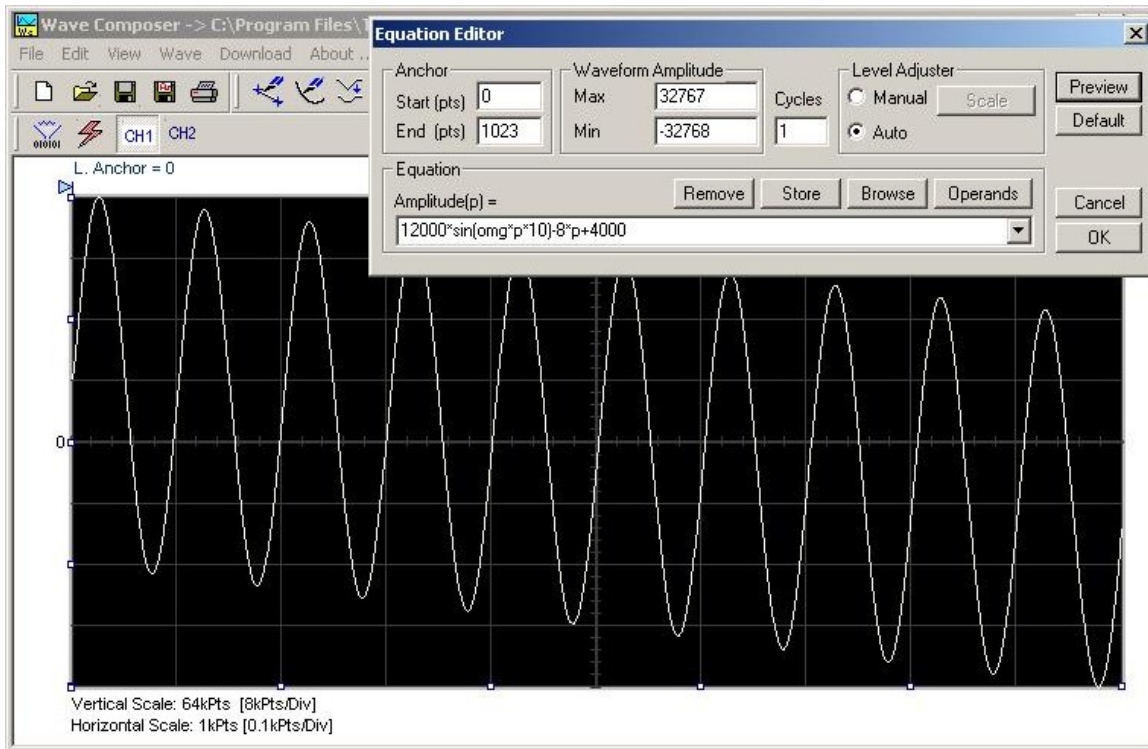 Wave Composer -> C:\Program Files\
File Edit View Wave Download About ..
CH1 CH2
Equation Editor
Anchor
Start (pts) 0
End (pts) 1023
Waveform Amplitude
Max 32767
Min -32768
Cycles
1
Level Adjuster
Manual
Scale
Auto
Preview
Default
Equation
Amplitude(p) =
Remove Store Browse Operands
12000*sin(omg*p*10)-8*p+4000
Cancel
OK
L. Anchor = 0
0
Vertical Scale: 64kPts [8kPts/Div]
Horizontal Scale: 1kPts [0.1kPts/Div]